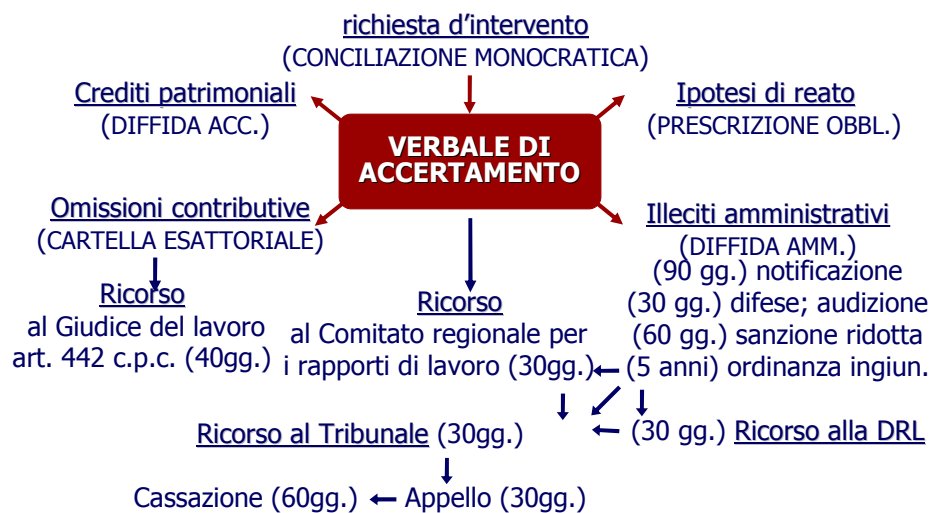 richiesta d'intervento
(CONCILIAZIONE MONOCRATICA)
Crediti patrimoniali
(DIFFIDA ACC.)
Ipotesi di reato
(PRESCRIZIONE OBBL.)
VERBALE DI
ACCERTAMENTO
Omissioni contributive
(CARTELLA ESATTORIALE)
Illeciti amministrativi
(DIFFIDA AMM.)
(90 gg.) notificazione
(30 gg.) difese; audizione
(60 gg.) sanzione ridotta
(5 anni) ordinanza ingiun.
Ricorso
al Giudice del lavoro
art. 442 c.p.c. (40gg.)
Ricorso
al Comitato regionale per
i rapporti di lavoro (30gg.)
Ricorso al Tribunale (30gg.)
(30 gg.) Ricorso alla DRL
Cassazione (60gg.)
Appello (30gg.)